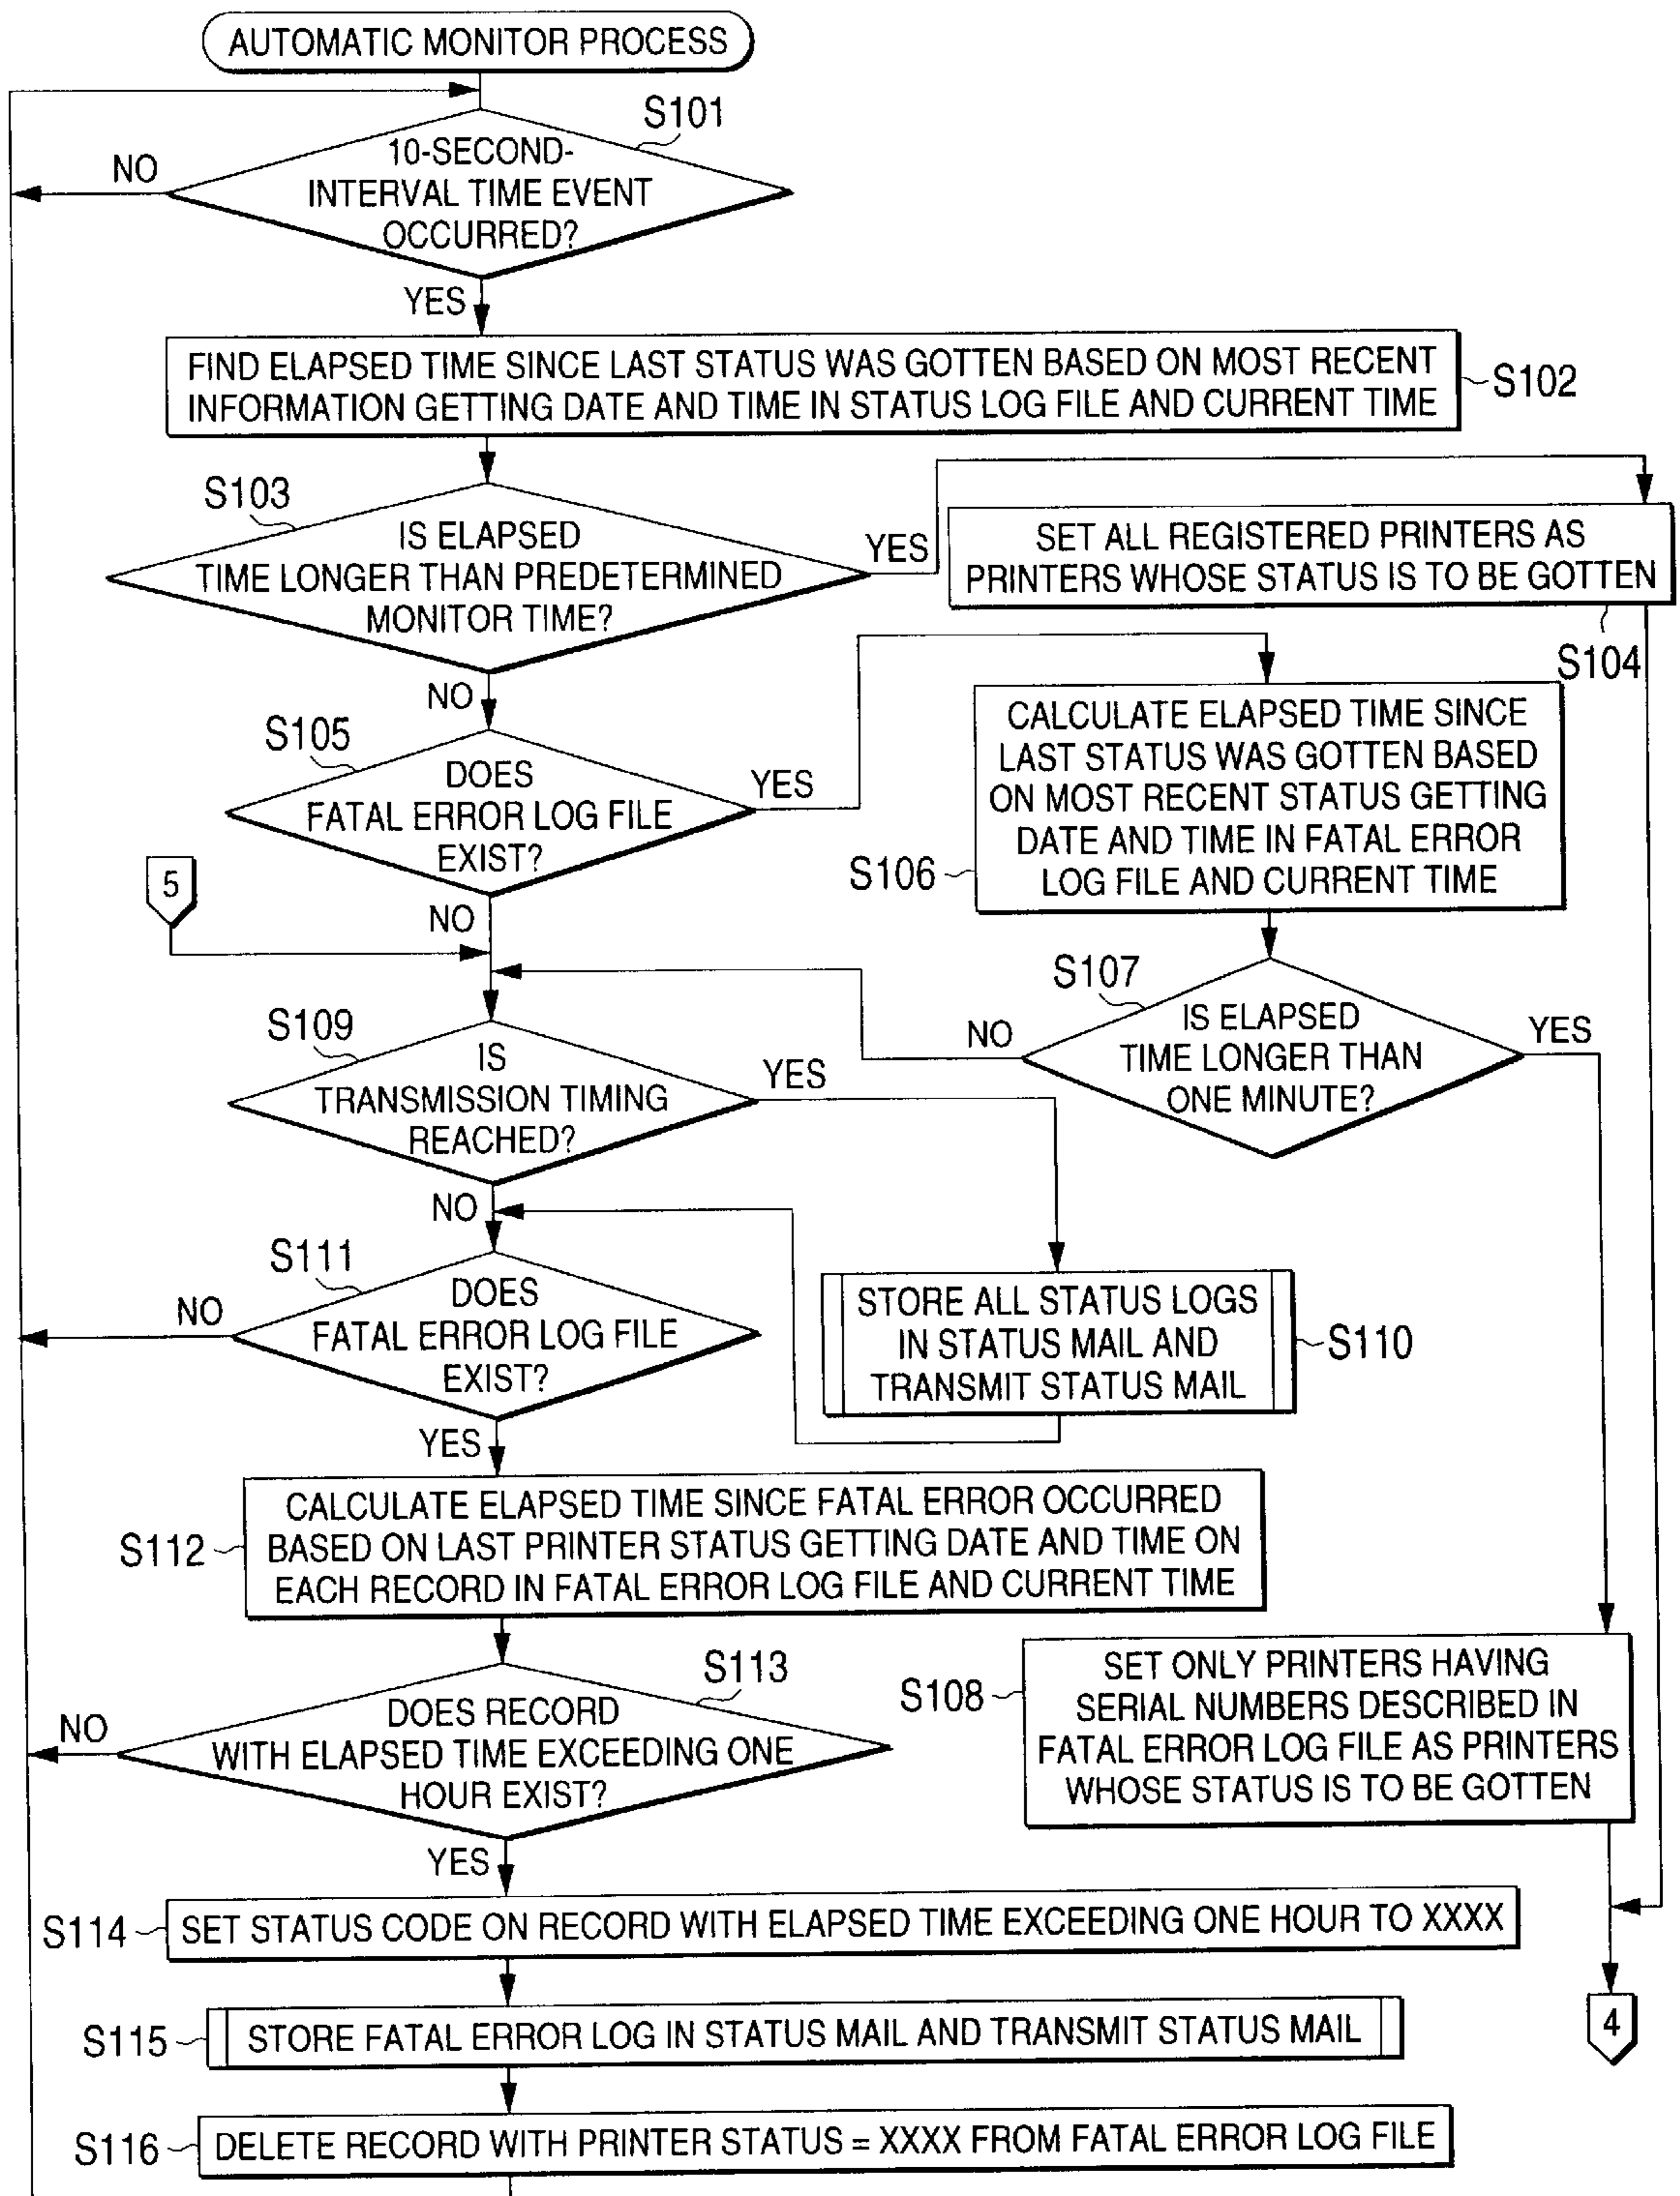 AUTOMATIC MONITOR PROCESS
S101
10-SECOND-
INTERVAL TIME EVENT
OCCURRED?
NO
YES
FIND ELAPSED TIME SINCE LAST STATUS WAS GOTTEN BASED ON MOST RECENT
INFORMATION GETTING DATE AND TIME IN STATUS LOG FILE AND CURRENT TIME
S102
S103
IS ELAPSED
TIME LONGER THAN PREDETERMINED
MONITOR TIME?
YES
NO
SET ALL REGISTERED PRINTERS AS
PRINTERS WHOSE STATUS IS TO BE GOTTEN
S104
S105
DOES
FATAL ERROR LOG FILE
EXIST?
YES
NO
CALCULATE ELAPSED TIME SINCE
LAST STATUS WAS GOTTEN BASED
ON MOST RECENT STATUS GETTING
DATE AND TIME IN FATAL ERROR
LOG FILE AND CURRENT TIME
S106
5
S107
IS ELAPSED
TIME LONGER THAN
ONE MINUTE?
NO
YES
S109
IS
TRANSMISSION TIMING
REACHED?
YES
NO
STORE ALL STATUS LOGS
IN STATUS MAIL AND
TRANSMIT STATUS MAIL
S110
S111
DOES
FATAL ERROR LOG FILE
EXIST?
NO
YES
S112
CALCULATE ELAPSED TIME SINCE FATAL ERROR OCCURRED
BASED ON LAST PRINTER STATUS GETTING DATE AND TIME ON
EACH RECORD IN FATAL ERROR LOG FILE AND CURRENT TIME
S113
DOES RECORD
WITH ELAPSED TIME EXCEEDING ONE
HOUR EXIST?
NO
YES
S108
SET ONLY PRINTERS HAVING
SERIAL NUMBERS DESCRIBED IN
FATAL ERROR LOG FILE AS PRINTERS
WHOSE STATUS IS TO BE GOTTEN
S114
SET STATUS CODE ON RECORD WITH ELAPSED TIME EXCEEDING ONE HOUR TO XXXX
4
S115
STORE FATAL ERROR LOG IN STATUS MAIL AND TRANSMIT STATUS MAIL
S116
DELETE RECORD WITH PRINTER STATUS = XXXX FROM FATAL ERROR LOG FILE